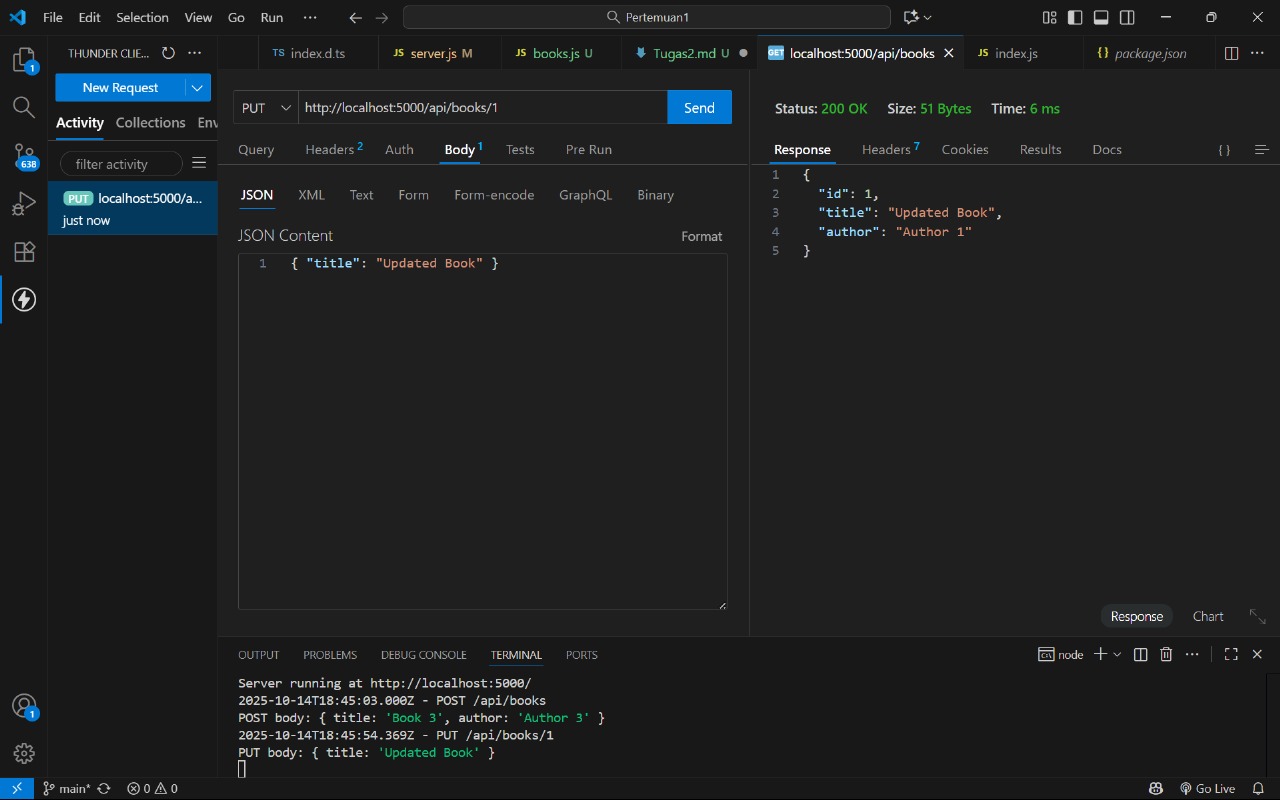 File Edit Selection View Go Run ··· Pertemuan1
THUNDER CLIE... ···
TS index.d.ts JS server.js M JS books.js U Tugas2.md U GET localhost:5000/api/books JS index.js {} package.json ···
1
New Request
Activity Collections Env
filter activity
638
PUT localhost:5000/a...
just now
PUT http://localhost:5000/api/books/1 Send
Query Headers 2 Auth Body 1 Tests Pre Run
JSON XML Text Form Form-encode GraphQL Binary
JSON Content Format
1 { "title": "Updated Book" }
Status: 200 OK Size: 51 Bytes Time: 6 ms
Response Headers 7 Cookies Results Docs {}
1 {
2 "id": 1,
3 "title": "Updated Book",
4 "author": "Author 1"
5 }
Response Chart
OUTPUT PROBLEMS DEBUG CONSOLE TERMINAL PORTS node ···
Server running at http://localhost:5000/
2025-10-14T18:45:03.000Z - POST /api/books
POST body: { title: 'Book 3', author: 'Author 3' }
2025-10-14T18:45:54.369Z - PUT /api/books/1
PUT body: { title: 'Updated Book' }
1
main* 0 0 Go Live